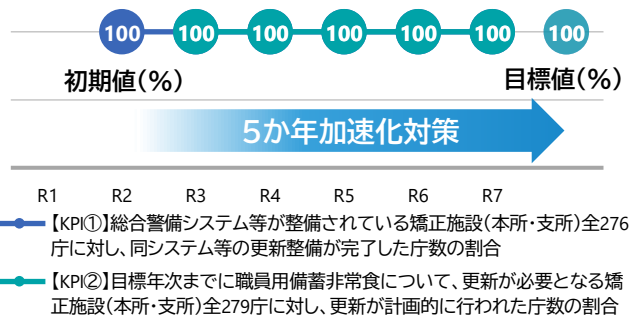 100 100 100 100 100 100 100
初期値(%) 目標値(%)
5か年加速化対策
R1 R2 R3 R4 R5 R6 R7
【KPI①】総合警備システム等が整備されている矯正施設(本所・支所)全276
庁に対し、同システム等の更新整備が完了した庁数の割合
【KPI②】目標年次までに職員用備蓄非常食について、更新が必要となる矯
正施設(本所・支所)全279庁に対し、更新が計画的に行われた庁数の割合